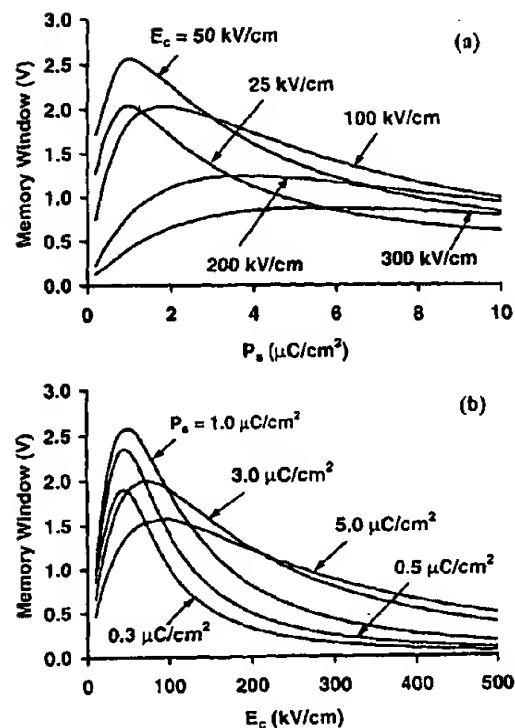 (a)
E_c = 50 kV/cm
25 kV/cm
100 kV/cm
200 kV/cm
300 kV/cm
Memory Window (V)
3.0
2.5
2.0
1.5
1.0
0.5
0.0
0 2 4 6 8 10
P_s (μC/cm²)
(b)
P_s = 1.0 μC/cm²
3.0 μC/cm²
5.0 μC/cm²
0.5 μC/cm²
0.3 μC/cm²
Memory Window (V)
3.0
2.5
2.0
1.5
1.0
0.5
0.0
0 100 200 300 400 500
E_c (kV/cm)